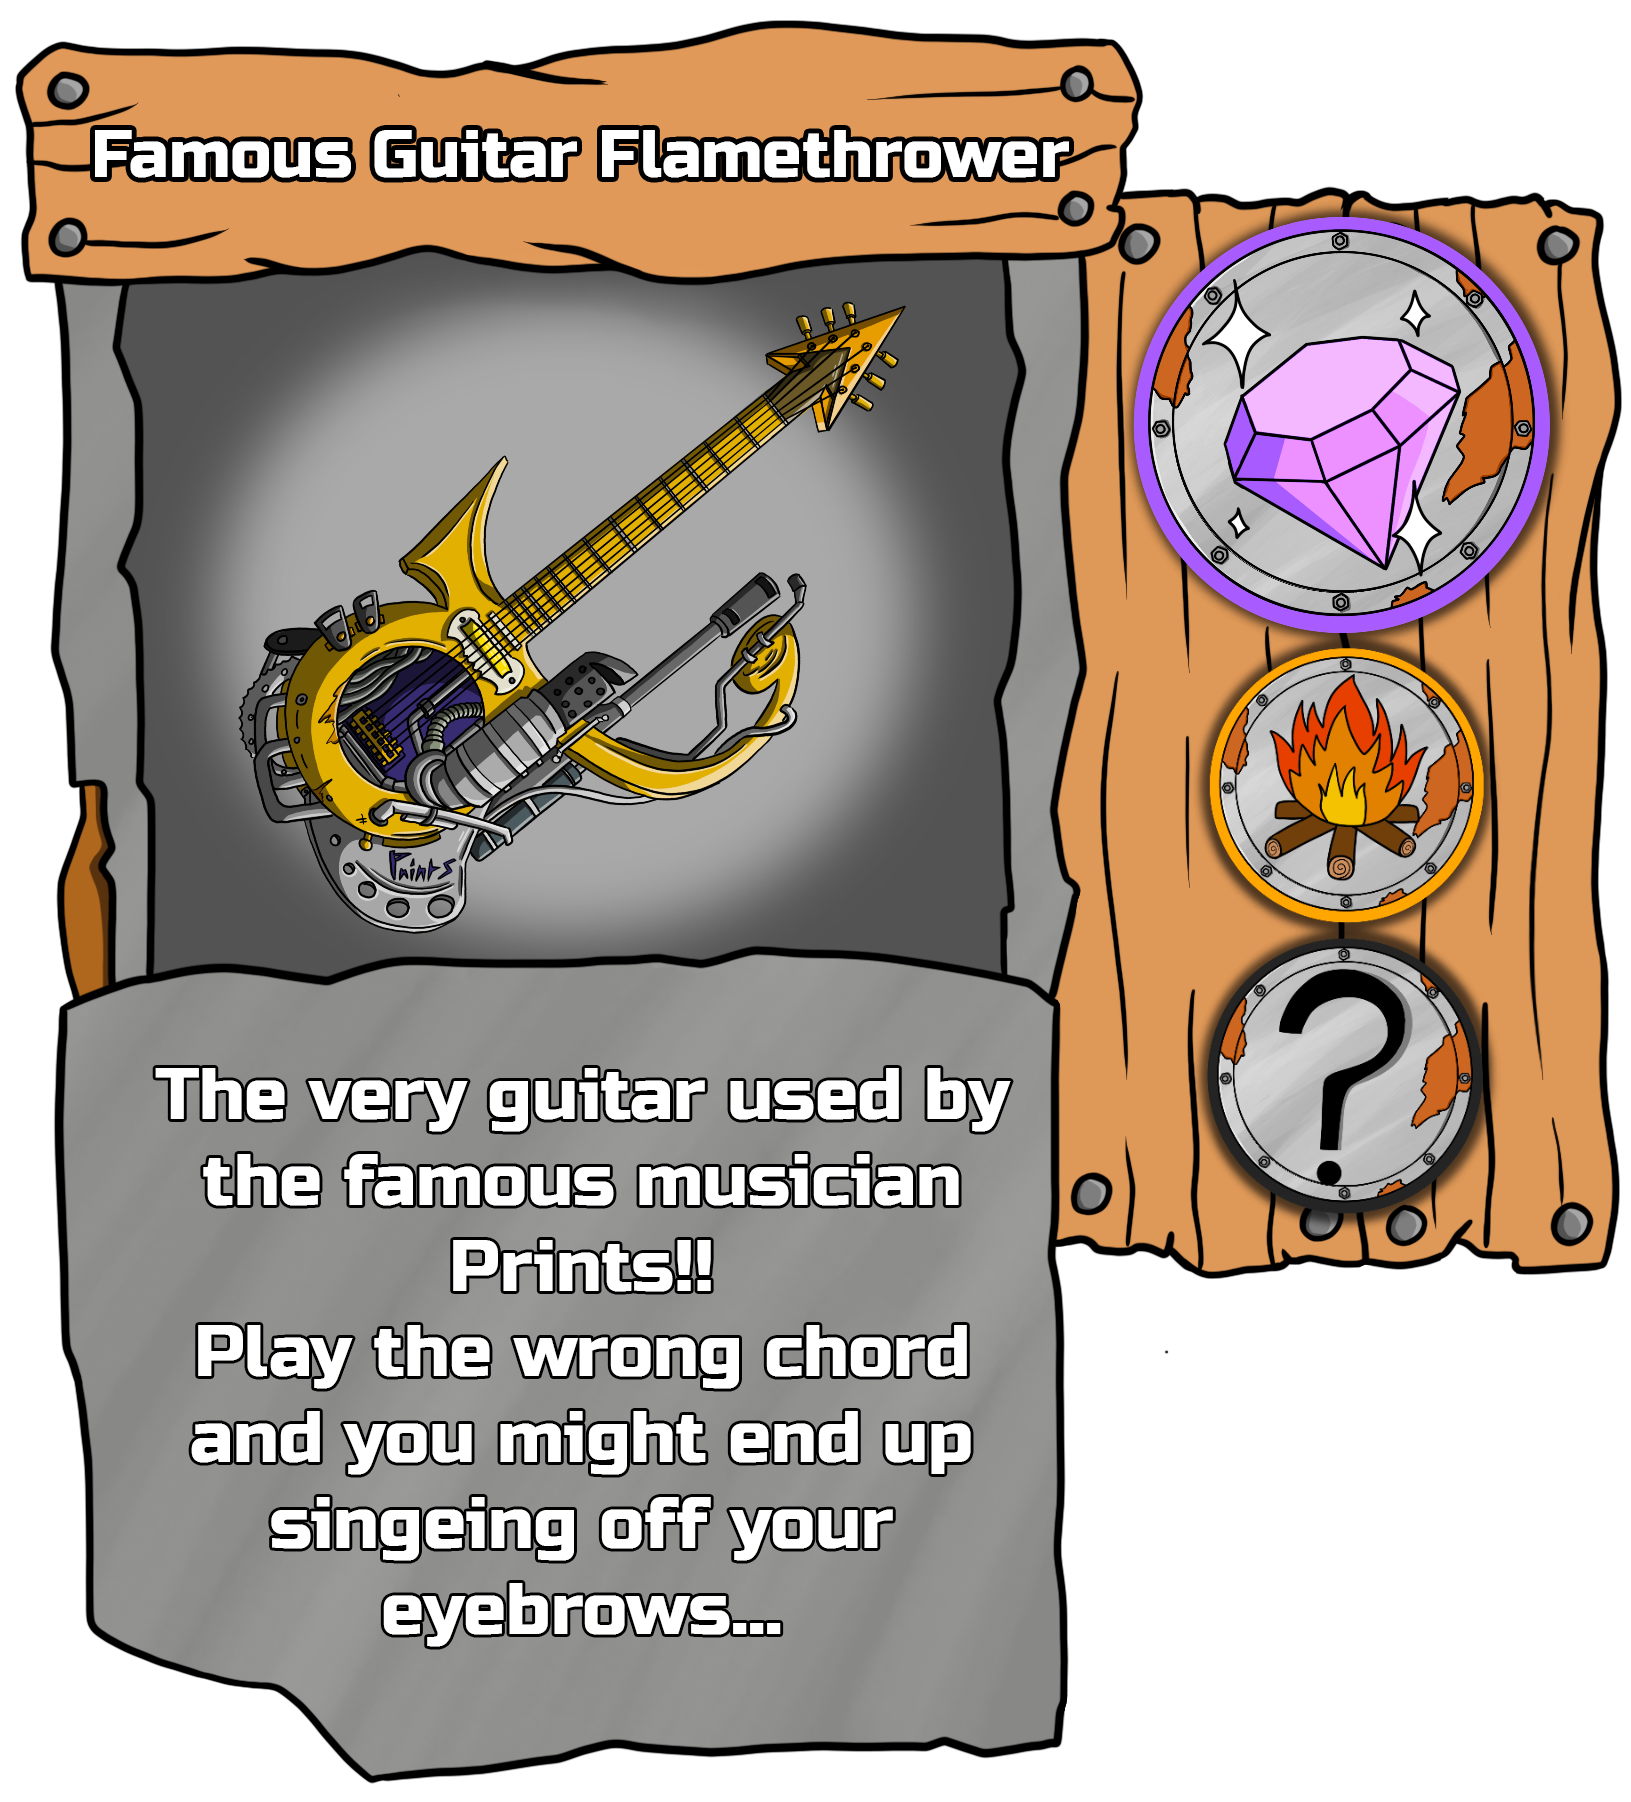 Famous Guitar Flamethrower
Prints
?
The very guitar used by
the famous musician
Prints!!
Play the wrong chord
and you might end up
singeing off your
eyebrows...